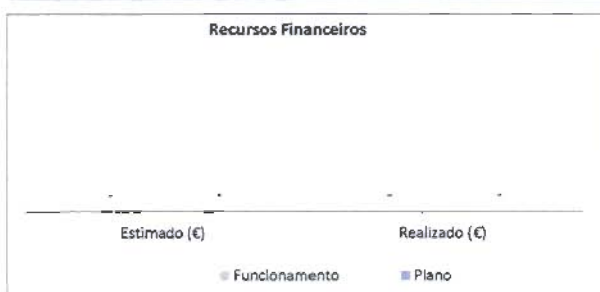 Recursos Financeiros
- - - -
Estimado (€) Realizado (€)
Funcionamento Plano